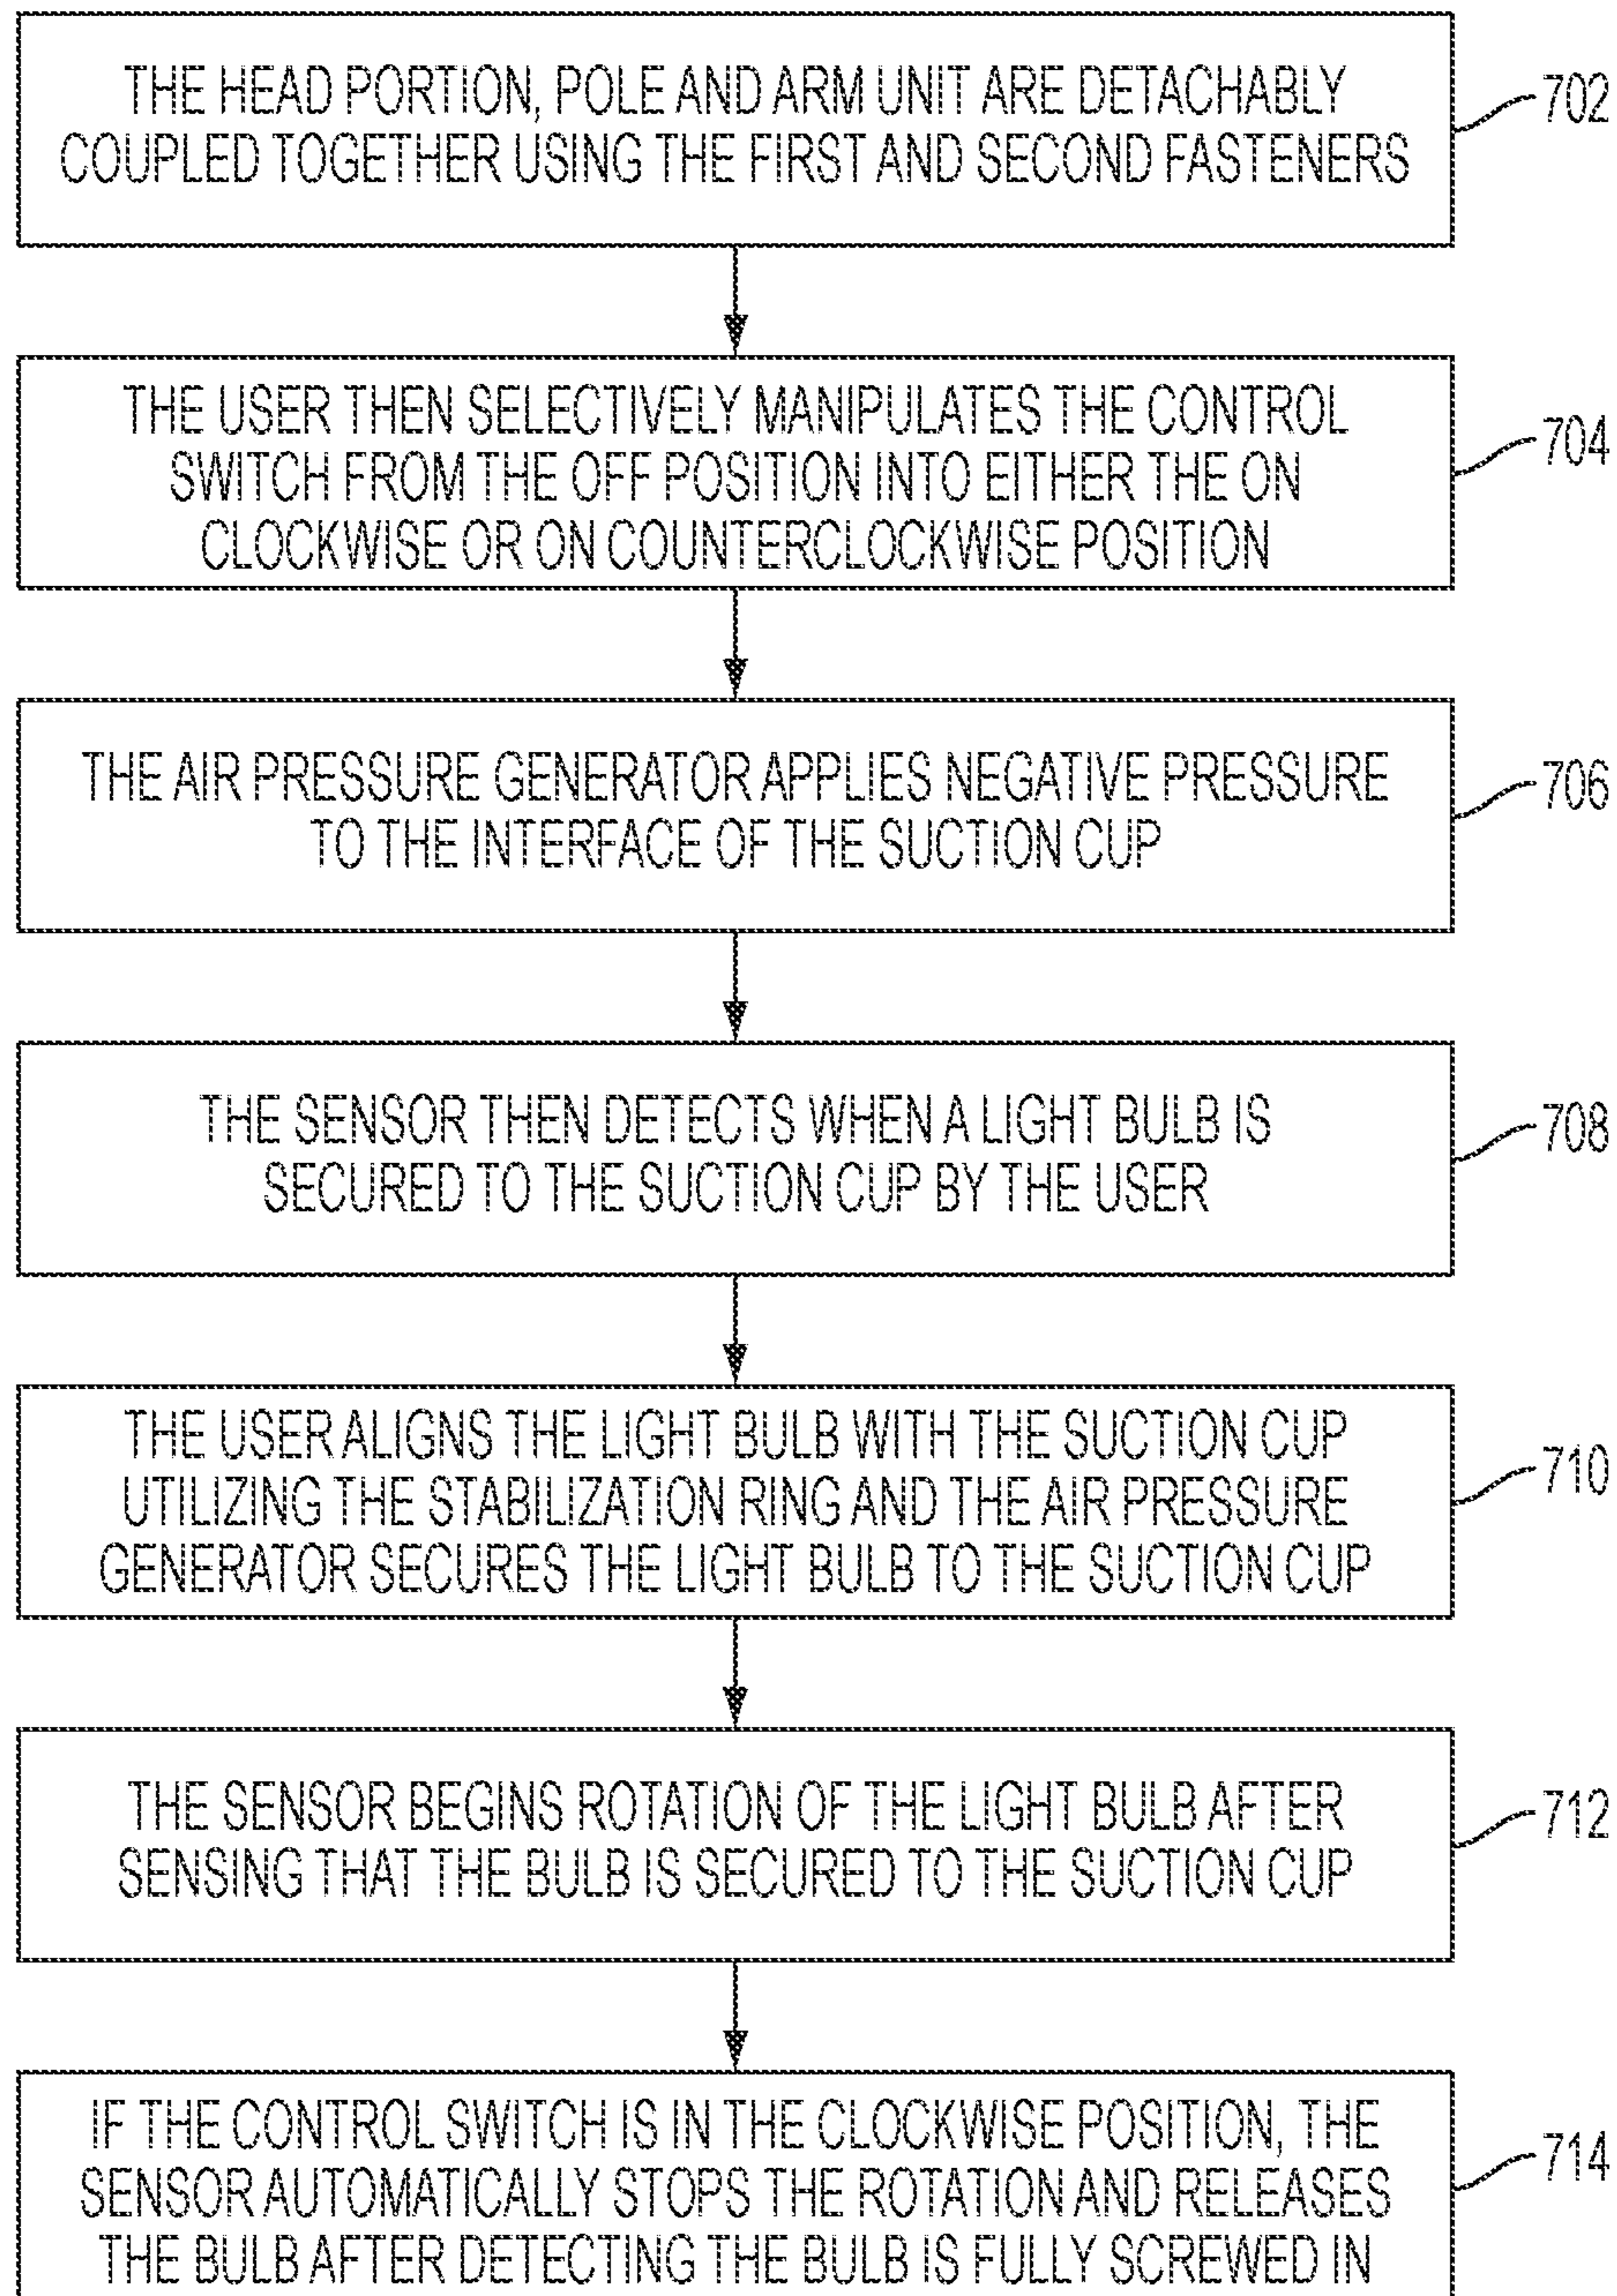 THE HEAD PORTION, POLE AND ARM UNIT ARE DETACHABLY
COUPLED TOGETHER USING THE FIRST AND SECOND FASTENERS
702
THE USER THEN SELECTIVELY MANIPULATES THE CONTROL
SWITCH FROM THE OFF POSITION INTO EITHER THE ON
CLOCKWISE OR ON COUNTERCLOCKWISE POSITION
704
THE AIR PRESSURE GENERATOR APPLIES NEGATIVE PRESSURE
TO THE INTERFACE OF THE SUCTION CUP
706
THE SENSOR THEN DETECTS WHEN A LIGHT BULB IS
SECURED TO THE SUCTION CUP BY THE USER
708
THE USER ALIGNS THE LIGHT BULB WITH THE SUCTION CUP
UTILIZING THE STABILIZATION RING AND THE AIR PRESSURE
GENERATOR SECURES THE LIGHT BULB TO THE SUCTION CUP
710
THE SENSOR BEGINS ROTATION OF THE LIGHT BULB AFTER
SENSING THAT THE BULB IS SECURED TO THE SUCTION CUP
712
IF THE CONTROL SWITCH IS IN THE CLOCKWISE POSITION, THE
SENSOR AUTOMATICALLY STOPS THE ROTATION AND RELEASES
THE BULB AFTER DETECTING THE BULB IS FULLY SCREWED IN
714